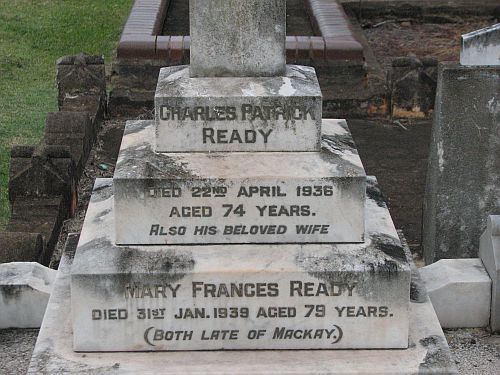 CHARLES PATRICK
READY
DIED 22ND APRIL 1936
AGED 74 YEARS.
ALSO HIS BELOVED WIFE
MARY FRANCES READY
DIED 31ST JAN. 1939 AGED 79 YEARS.
(BOTH LATE OF MACKAY.)